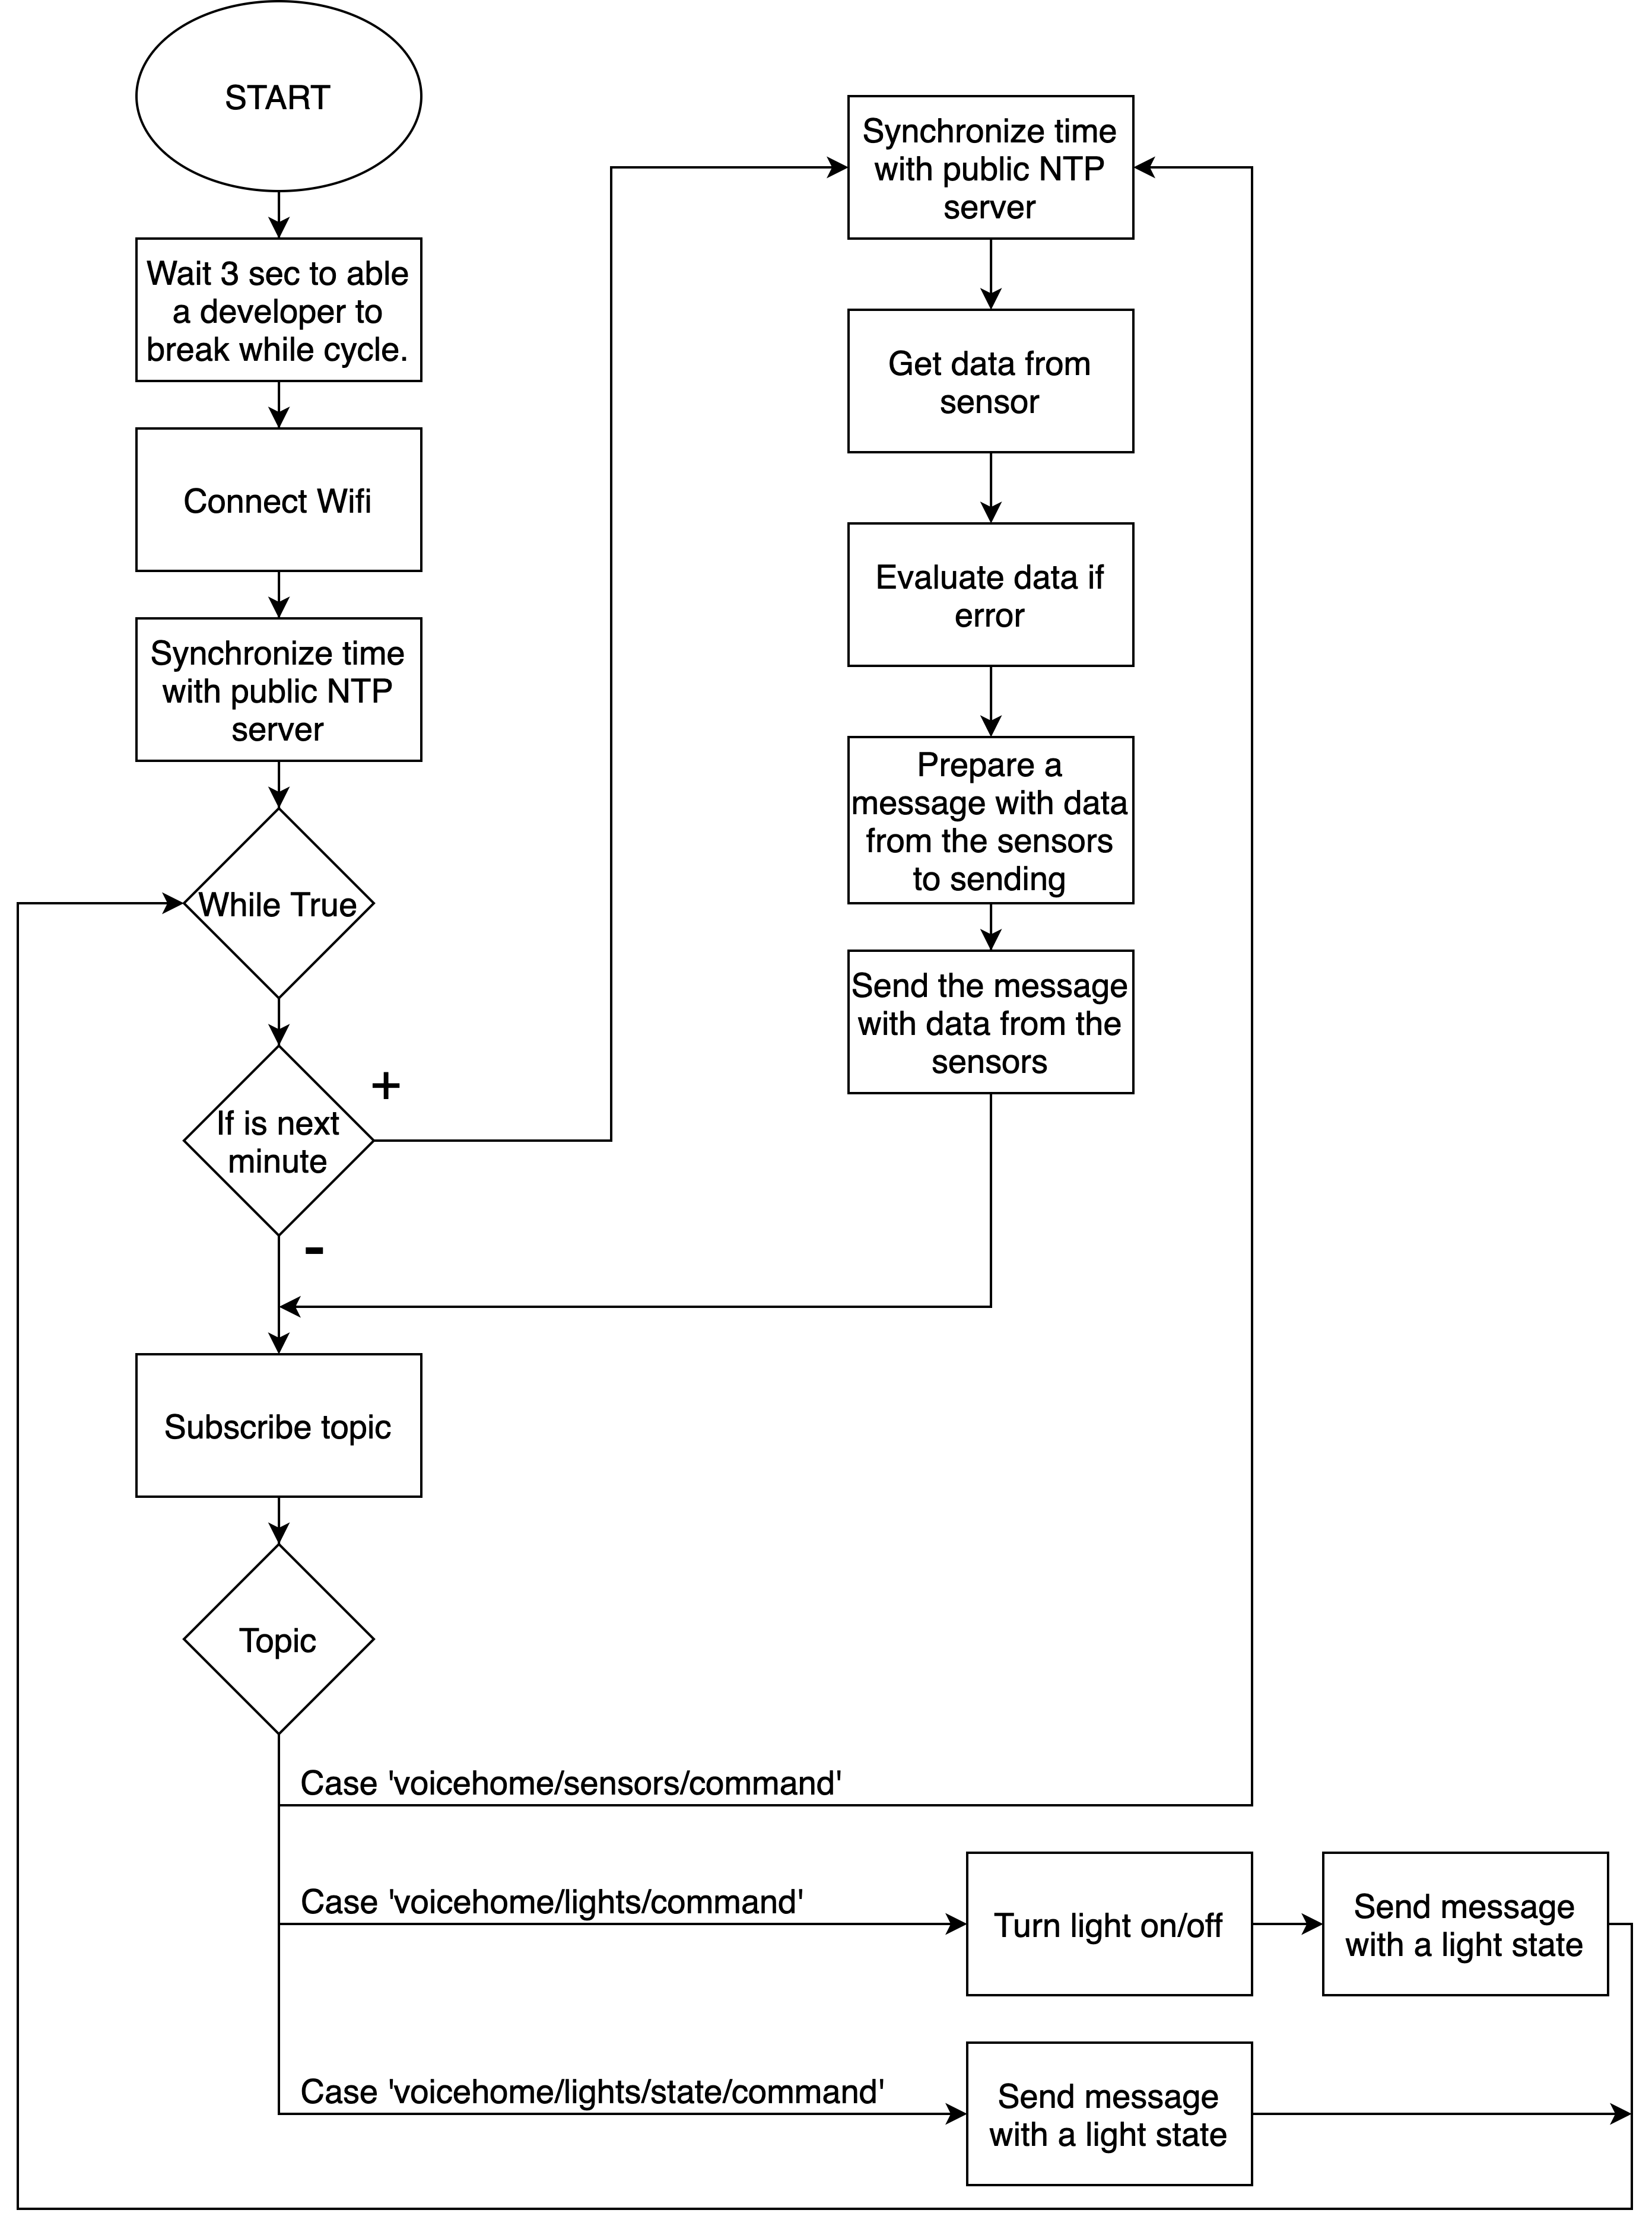 START
Wait 3 sec to able
a developer to
break while cycle.
Connect Wifi
Synchronize time
with public NTP
server
While True
If is next
minute
+
-
Synchronize time
with public NTP
server
Get data from
sensor
Evaluate data if
error
Prepare a
message with data
from the sensors
to sending
Send the message
with data from the
sensors
Subscribe topic
Topic
Case 'voicehome/sensors/command'
Case 'voicehome/lights/command'
Turn light on/off
Send message
with a light state
Case 'voicehome/lights/state/command'
Send message
with a light state